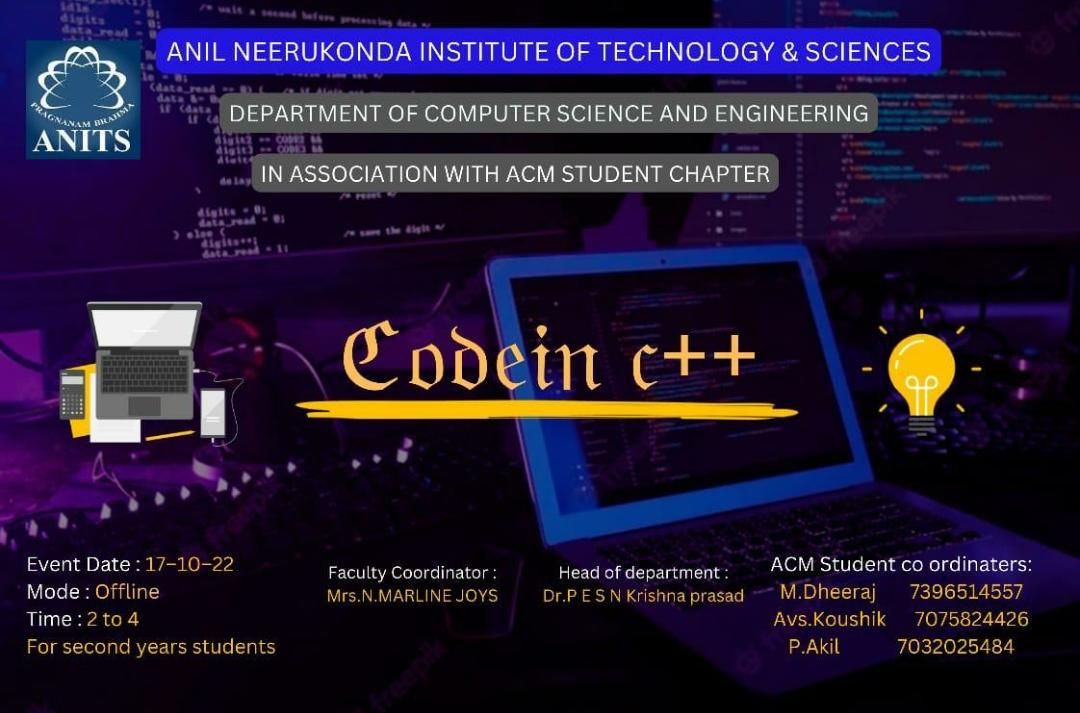 ANIL NEERUKONDA INSTITUTE OF TECHNOLOGY & SCIENCES
PRAGNANAM BRAHMA
ANITS
DEPARTMENT OF COMPUTER SCIENCE AND ENGINEERING
IN ASSOCIATION WITH ACM STUDENT CHAPTER
Codein c++
Event Date : 17-10-22
Mode : Offline
Time : 2 to 4
For second years students
Faculty Coordinator :
Mrs.N.MARLINE JOYS
Head of department :
Dr.P E S N Krishna prasad
ACM Student co ordinaters:
M.Dheeraj 7396514557
Avs.Koushik 7075824426
P.Akil 7032025484